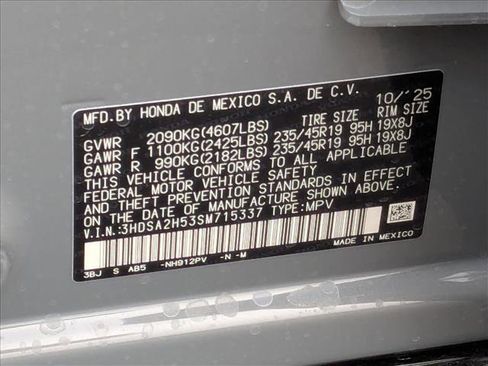 MFD.BY HONDA DE MEXICO S.A. DE C.V. 10/'25
TIRE SIZE RIM SIZE
GVWR 2090KG(4607LBS)
GAWR F 1100KG(2425LBS) 235/45R19 95H 19X8J
GAWR R 990KG(2182LBS) 235/45R19 95H 19X8J
THIS VEHICLE CONFORMS TO ALL APPLICABLE
FEDERAL MOTOR VEHICLE SAFETY AND THEFT PREVENTION
STANDARDS IN EFFECT ON THE DATE OF MANUFACTURE SHOWN ABOVE.
V.I.N:3HDSA2H53SM715337 TYPE:MPV
3BJ S AB5 -NH912PV -N -M
MADE IN MEXICO